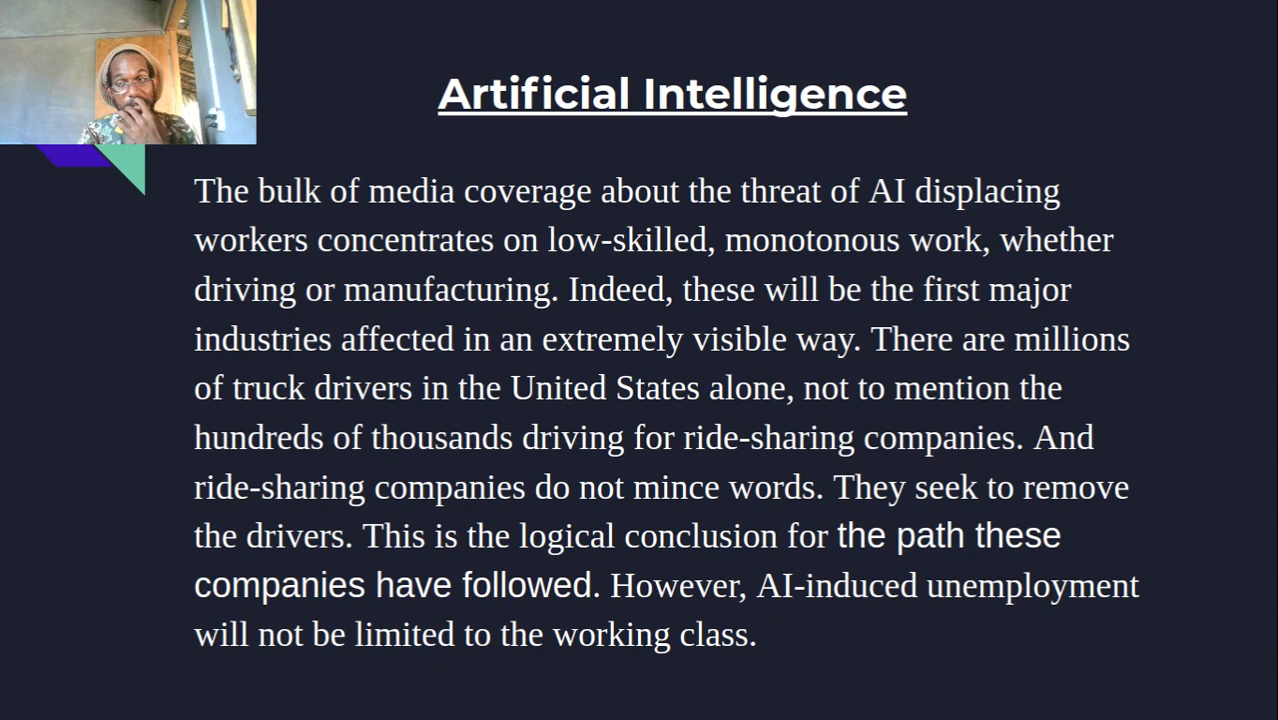 Artificial Intelligence
The bulk of media coverage about the threat of AI displacing
workers concentrates on low-skilled, monotonous work, whether
driving or manufacturing. Indeed, these will be the first major
industries affected in an extremely visible way. There are millions
of truck drivers in the United States alone, not to mention the
hundreds of thousands driving for ride-sharing companies. And
ride-sharing companies do not mince words. They seek to remove
the drivers. This is the logical conclusion for the path these
companies have followed. However, AI-induced unemployment
will not be limited to the working class.